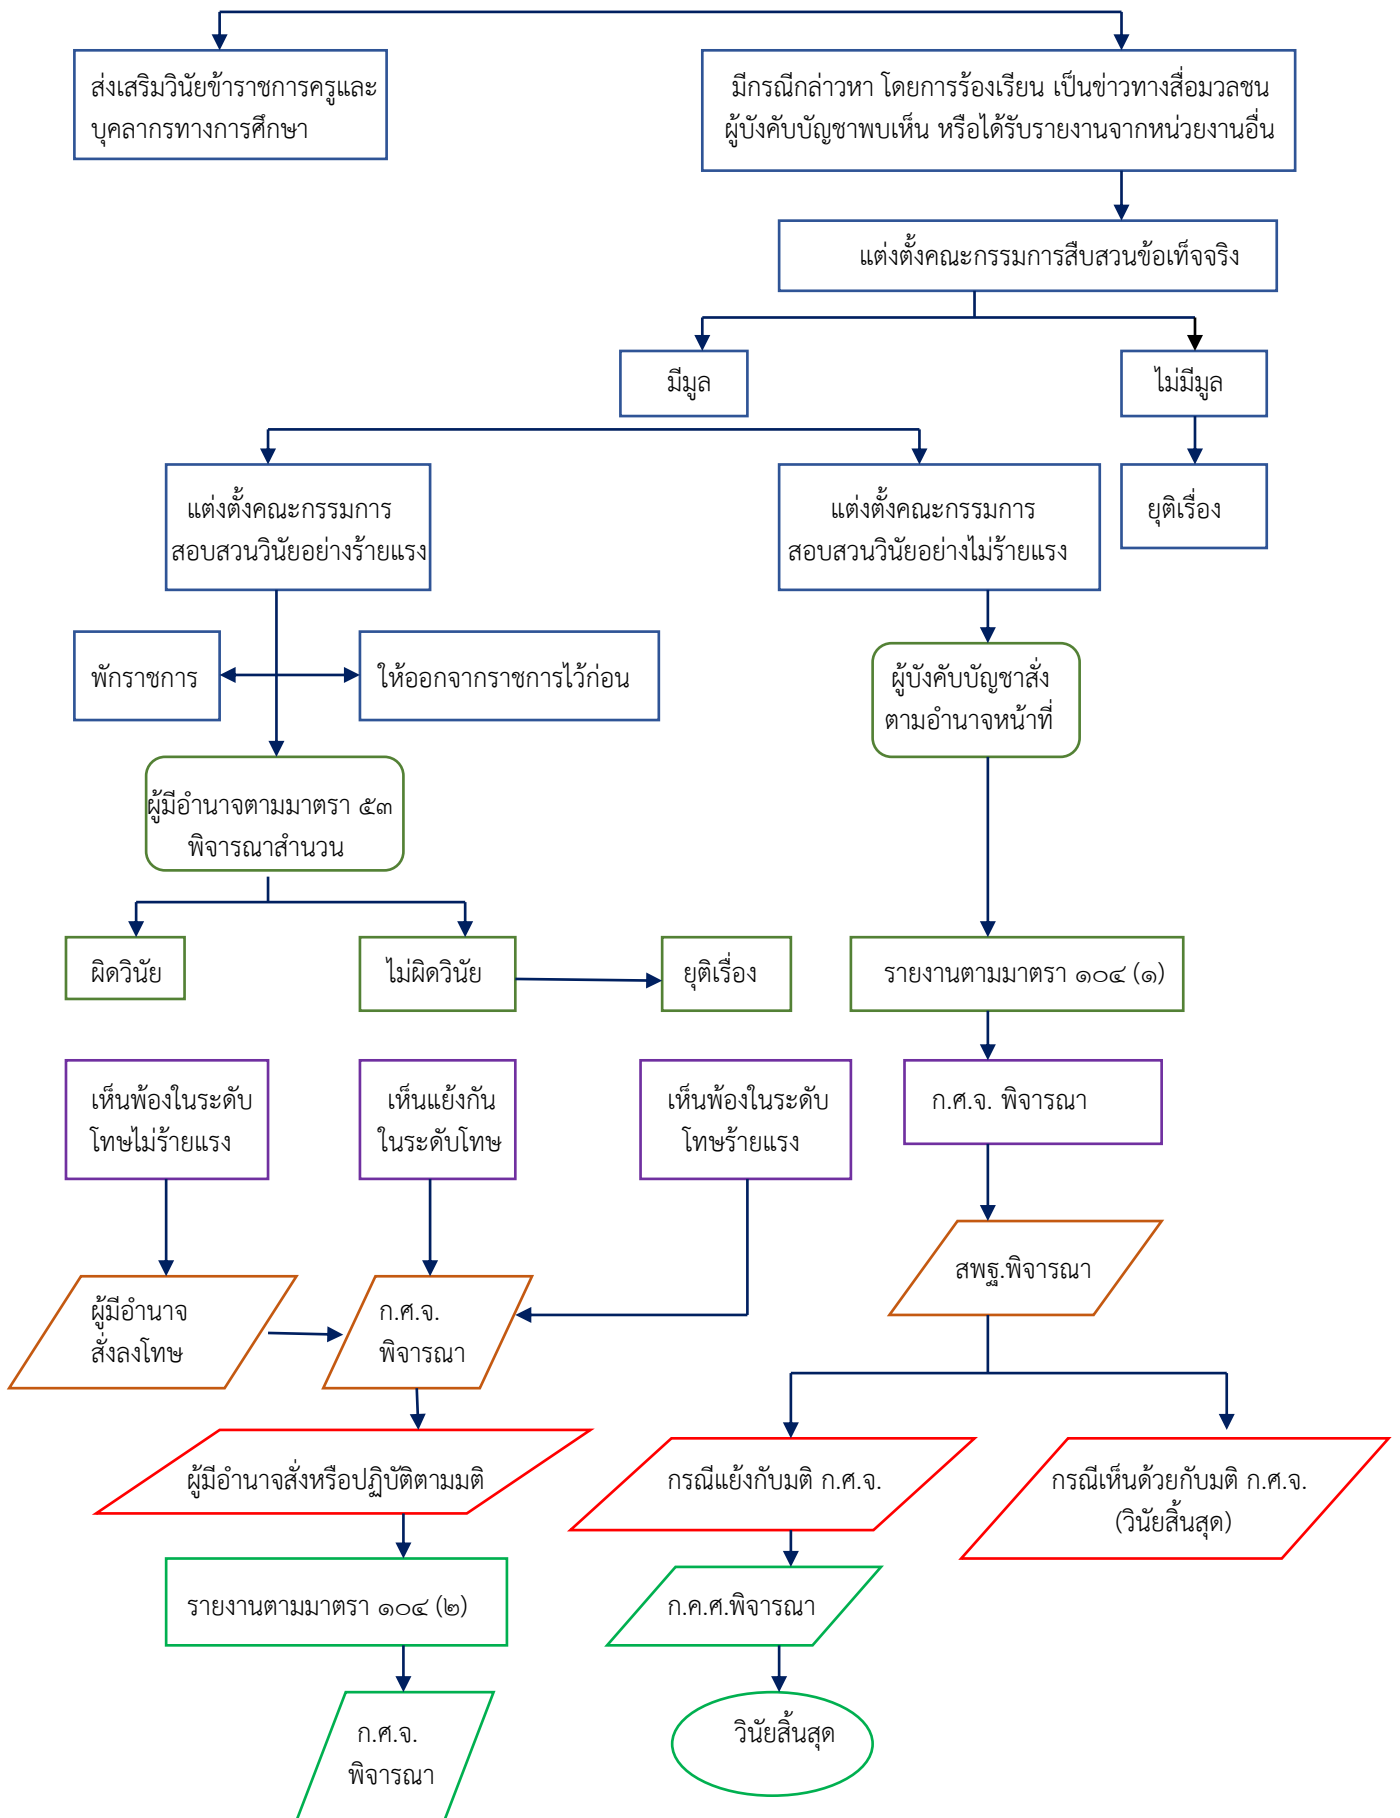 ส่งเสริมวินัยข้าราชการครูและ
บุคลากรทางการศึกษา
มีกรณีกล่าวหา โดยการร้องเรียน เป็นข่าวทางสื่อมวลชน
ผู้บังคับบัญชาพบเห็น หรือได้รับรายงานจากหน่วยงานอื่น
แต่งตั้งคณะกรรมการสืบสวนข้อเท็จจริง
มีมูล
ไม่มีมูล
แต่งตั้งคณะกรรมการ
สอบสวนวินัยอย่างร้ายแรง
แต่งตั้งคณะกรรมการ
สอบสวนวินัยอย่างไม่ร้ายแรง
ยุติเรื่อง
พักราชการ
ให้ออกจากราชการไว้ก่อน
ผู้บังคับบัญชาสั่ง
ตามอำนาจหน้าที่
ผู้มีอำนาจตามมาตรา ๕๓
พิจารณาสำนวน
ผิดวินัย
ไม่ผิดวินัย
ยุติเรื่อง
รายงานตามมาตรา ๑๐๔ (๑)
เห็นพ้องในระดับ
โทษไม่ร้ายแรง
เห็นแย้งกัน
ในระดับโทษ
เห็นพ้องในระดับ
โทษร้ายแรง
ก.ศ.จ. พิจารณา
สพฐ.พิจารณา
ผู้มีอำนาจ
สั่งลงโทษ
ก.ศ.จ.
พิจารณา
ผู้มีอำนาจสั่งหรือปฏิบัติตามมติ
กรณีแย้งกับมติ ก.ศ.จ.
กรณีเห็นด้วยกับมติ ก.ศ.จ.
(วินัยสิ้นสุด)
รายงานตามมาตรา ๑๐๔ (๒)
ก.ค.ศ.พิจารณา
ก.ศ.จ.
พิจารณา
วินัยสิ้นสุด